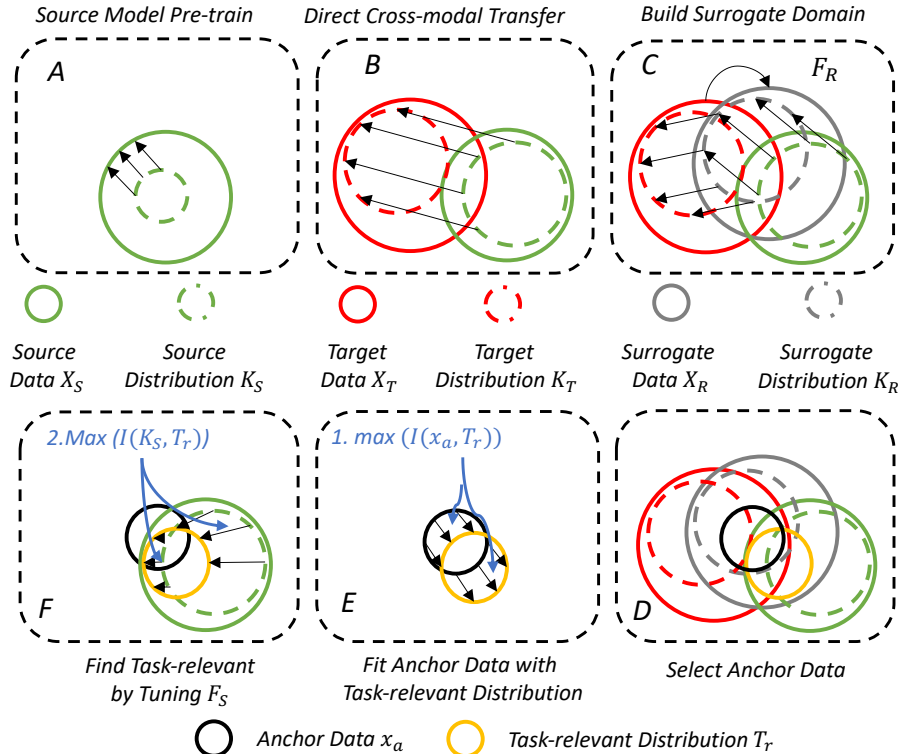 Source Model Pre-train
Direct Cross-modal Transfer
Build Surrogate Domain
A
B
C
F_R
Source Data X_S
Source Distribution K_S
Target Data X_T
Target Distribution K_T
Surrogate Data X_R
Surrogate Distribution K_R
2.Max (I(K_S, T_r))
1. max (I(x_a, T_r))
F
E
D
Find Task-relevant
by Tuning F_S
Fit Anchor Data with
Task-relevant Distribution
Select Anchor Data
Anchor Data x_a
Task-relevant Distribution T_r